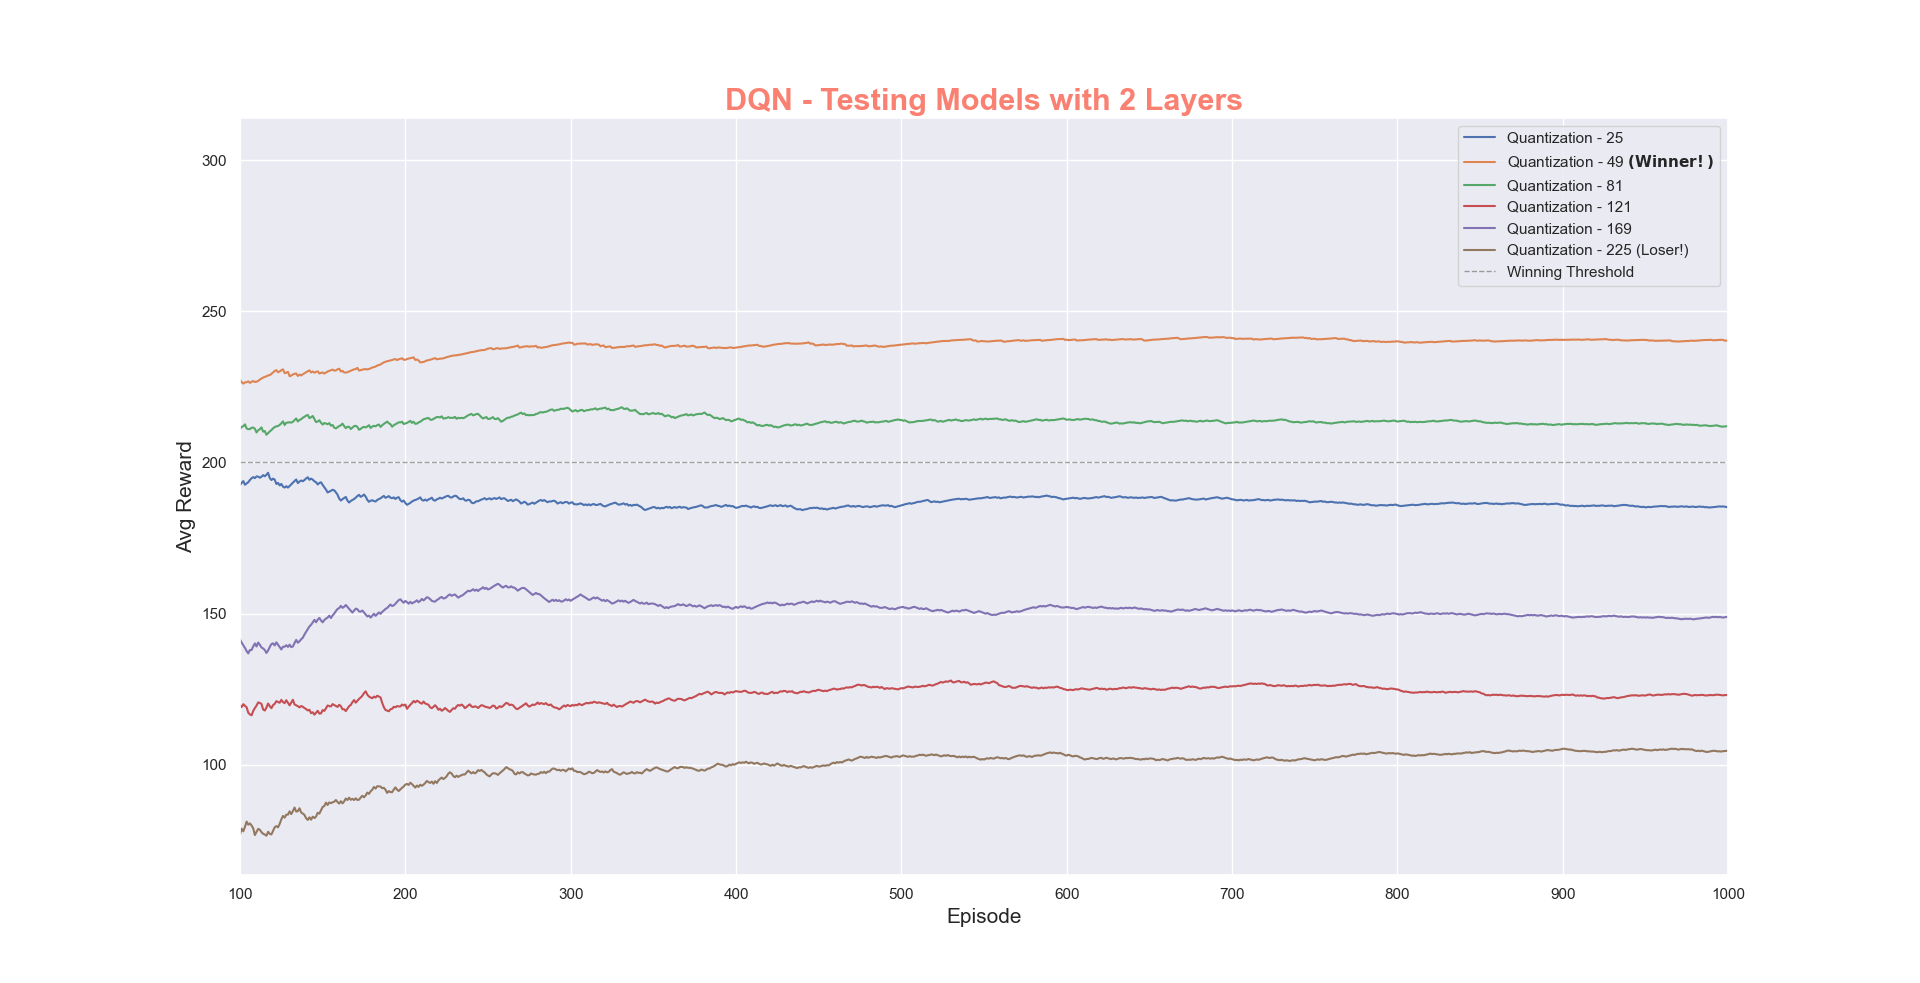 DQN - Testing Models with 2 Layers
Quantization - 25
Quantization - 49 (Winner!)
Quantization - 81
Quantization - 121
Quantization - 169
Quantization - 225 (Loser!)
Winning Threshold
300
250
200
150
100
Avg Reward
100 200 300 400 500 600 700 800 900 1000
Episode